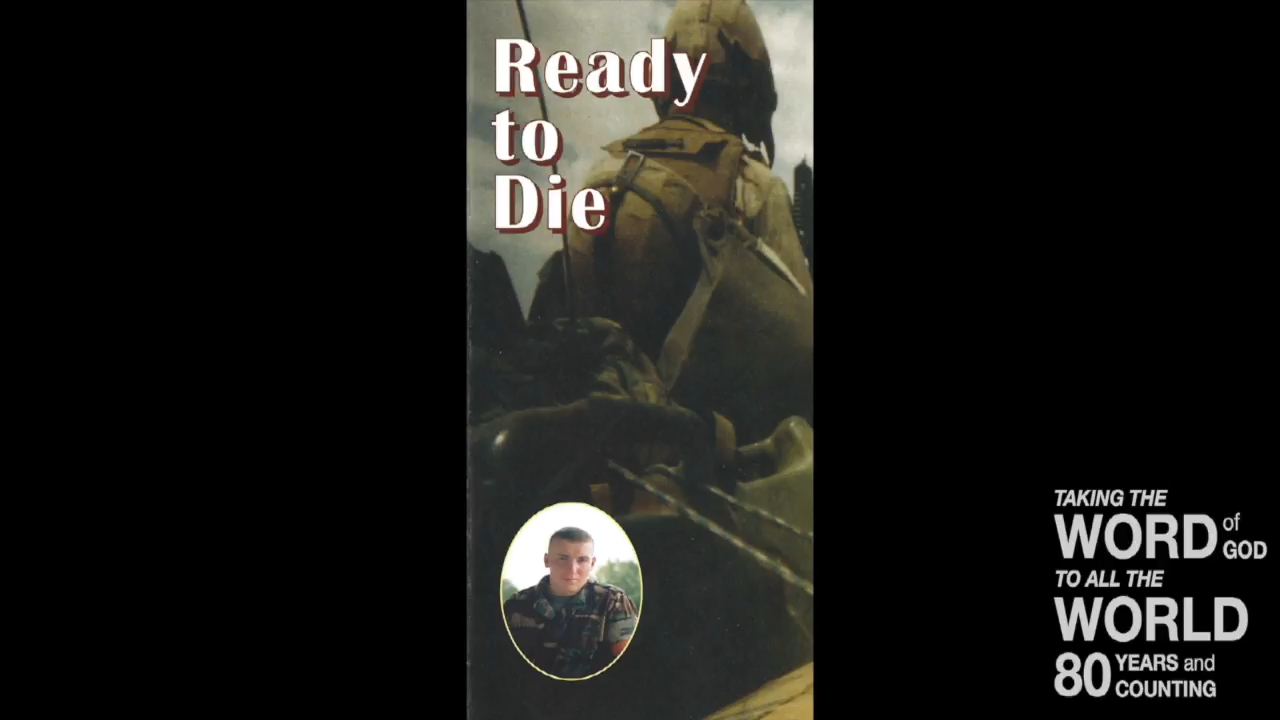 Ready
to
Die
TAKING THE
WORD of GOD
TO ALL THE
WORLD
80 YEARS and
COUNTING